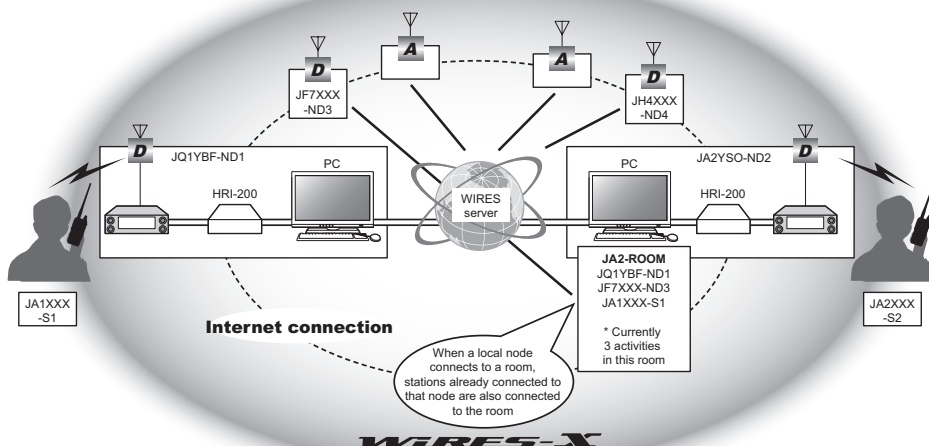 A
A
D
D
JF7XXX
-ND3
JH4XXX
-ND4
D
JQ1YBF-ND1
JA2YSO-ND2
D
PC
PC
HRI-200
HRI-200
WIRES
server
JA1XXX
-S1
JA2XXX
-S2
JA2-ROOM
JQ1YBF-ND1
JF7XXX-ND3
JA1XXX-S1
* Currently
3 activities
in this room
Internet connection
When a local node
connects to a room,
stations already connected to
that node are also connected
to the room
WiRES-X